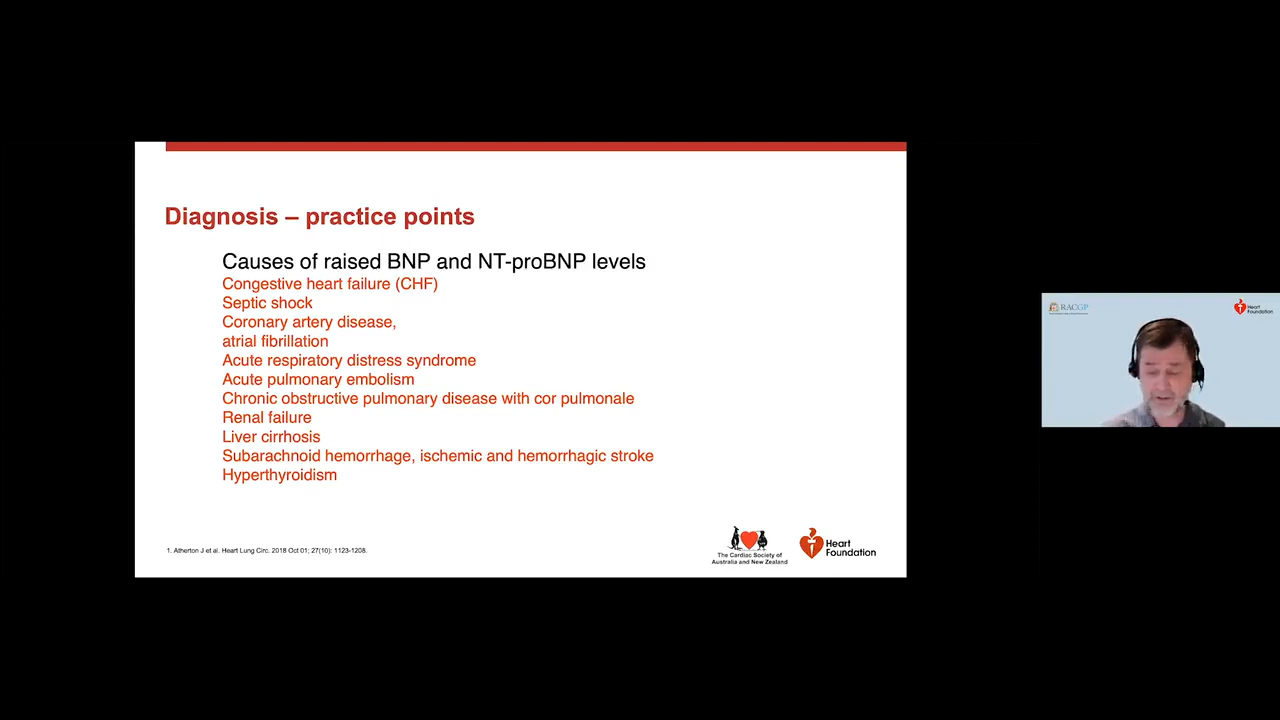 Diagnosis – practice points
Causes of raised BNP and NT-proBNP levels
Congestive heart failure (CHF)
Septic shock
Coronary artery disease,
atrial fibrillation
Acute respiratory distress syndrome
Acute pulmonary embolism
Chronic obstructive pulmonary disease with cor pulmonale
Renal failure
Liver cirrhosis
Subarachnoid hemorrhage, ischemic and hemorrhagic stroke
Hyperthyroidism
1. Atherton J et al. Heart Lung Circ. 2018 Oct 01; 27(10): 1123-1208.
The Cardiac Society of
Australia and New Zealand
Heart
Foundation
RACGP
Heart
Foundation